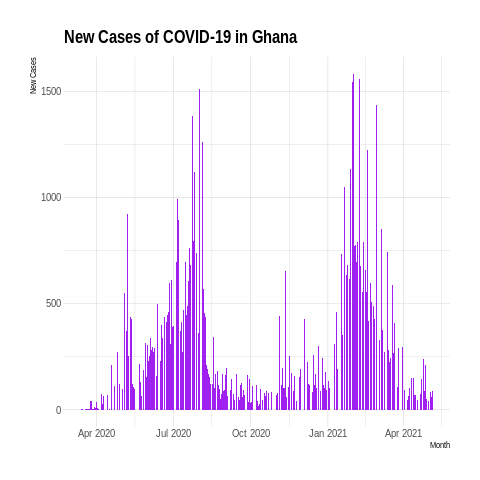 New Cases of COVID-19 in Ghana
New Cases
1500
1000
500
0
Apr 2020 Jul 2020 Oct 2020 Jan 2021 Apr 2021
Month